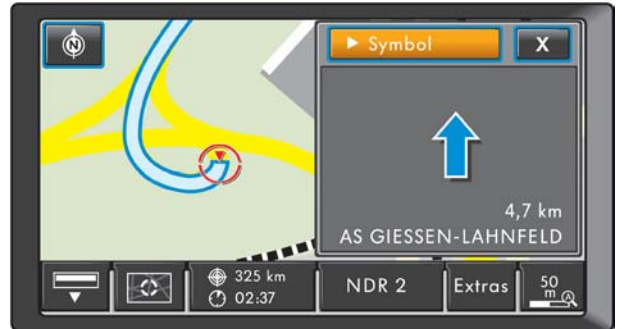 N
► Symbol
X
4,7 km
AS GIESSEN-LAHNFELD
325 km
02:37
NDR 2
Extras
50
m
A